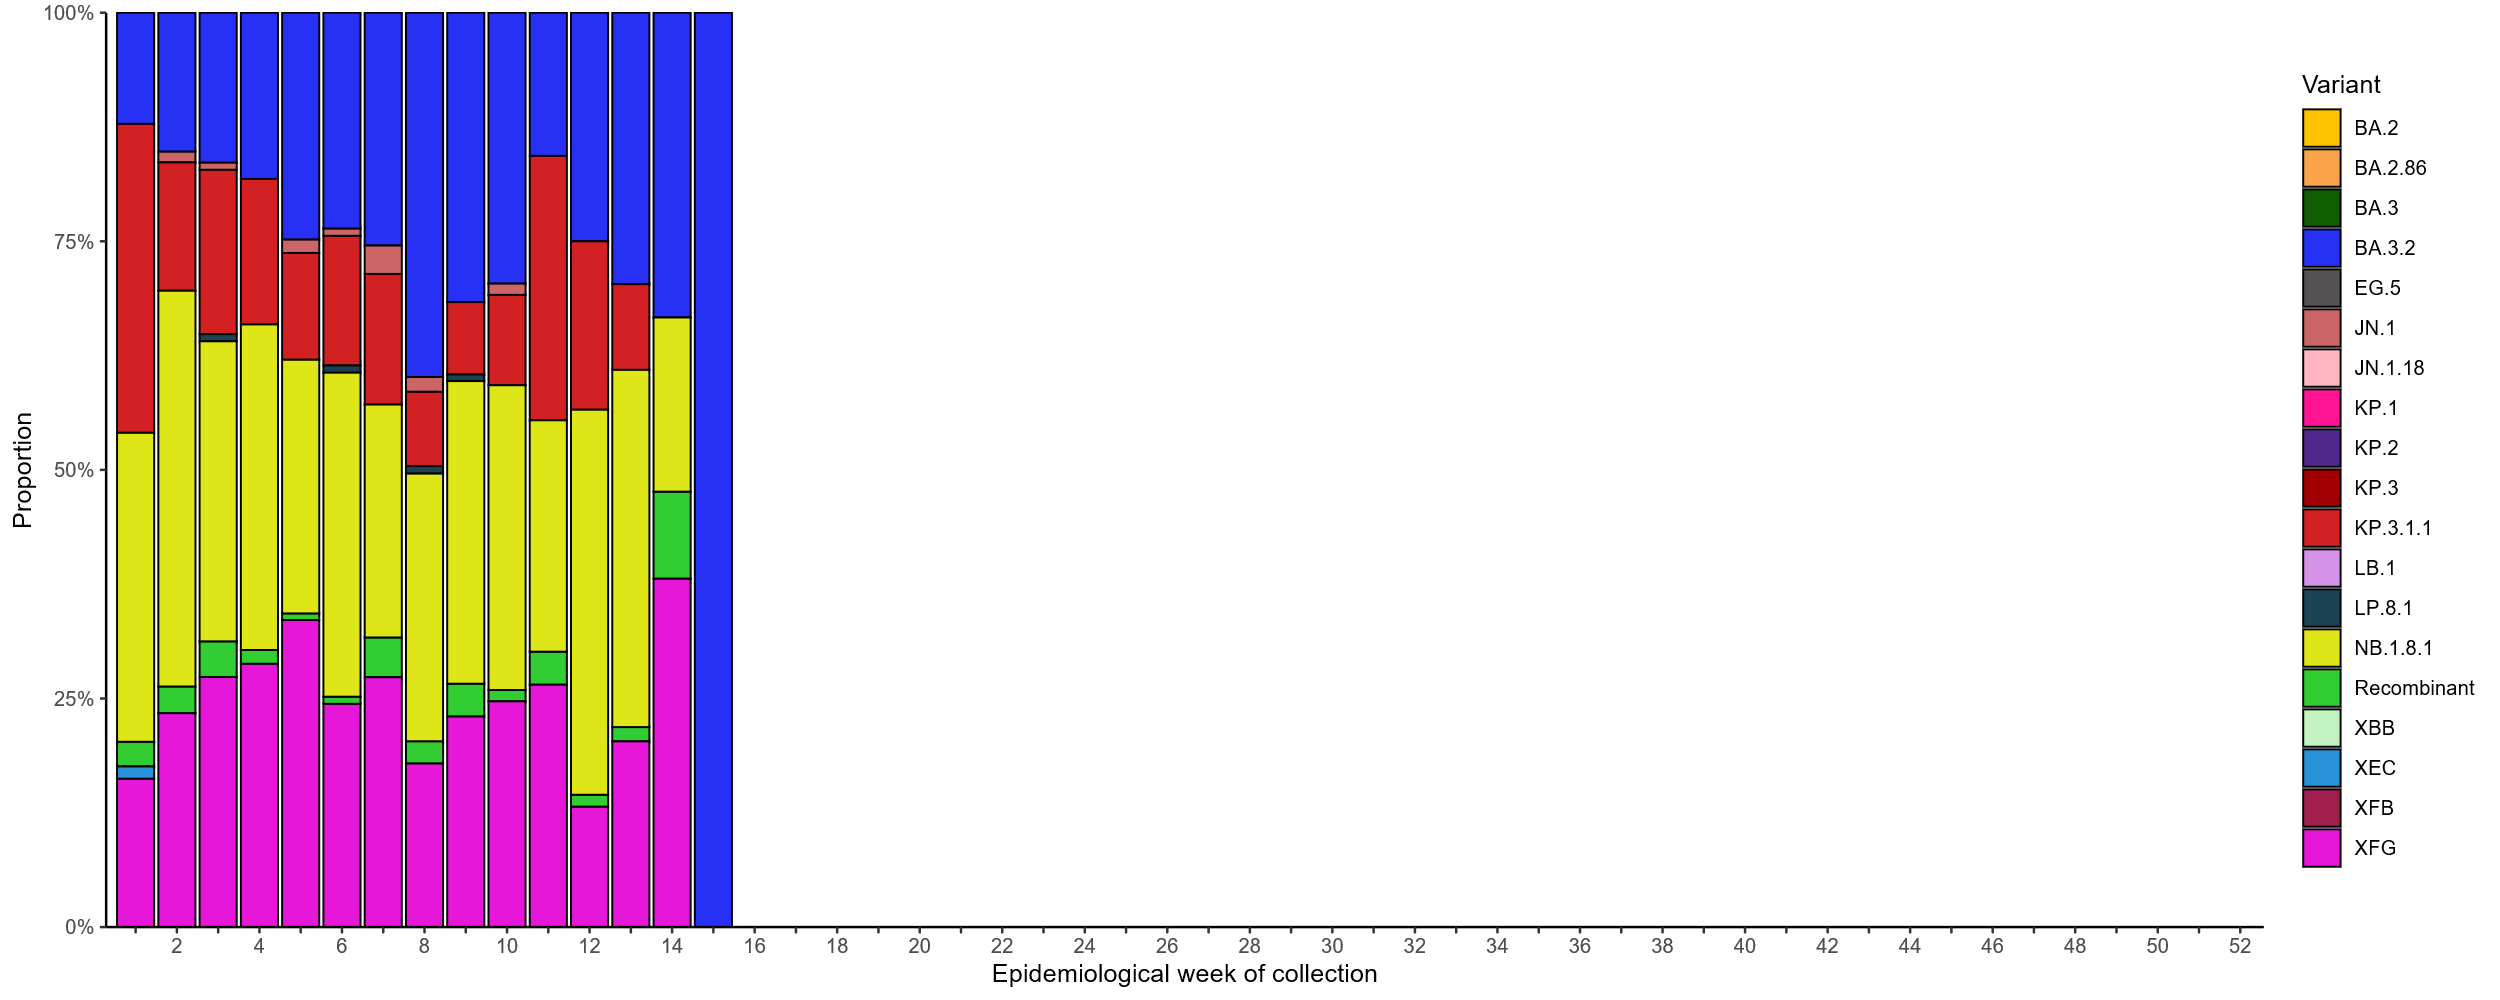 100%
75%
50%
25%
0%
Proportion
2 4 6 8 10 12 14 16 18 20 22 24 26 28 30 32 34 36 38 40 42 44 46 48 50 52
Epidemiological week of collection
Variant
BA.2
BA.2.86
BA.3
BA.3.2
EG.5
JN.1
JN.1.18
KP.1
KP.2
KP.3
KP.3.1.1
LB.1
LP.8.1
NB.1.8.1
Recombinant
XBB
XEC
XFB
XFG